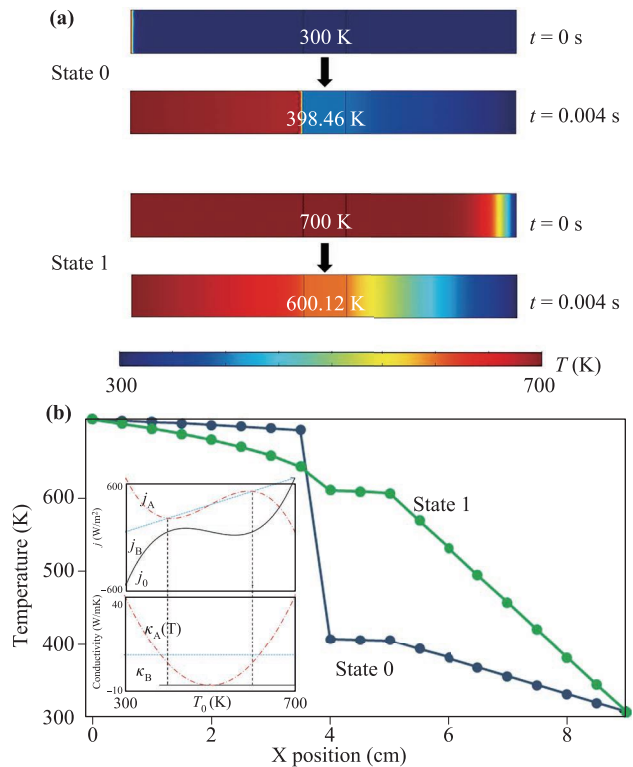 (a)
300 K
t = 0 s
State 0
398.46 K
t = 0.004 s
700 K
t = 0 s
State 1
600.12 K
t = 0.004 s
T (K)
300
700
(b)
600
500
400
300
Temperature (K)
State 1
State 0
600
−600
j (W/m²)
jA
jB
j0
40
−10
Conductivity (W/mK)
κA(T)
κB
300
T0 (K)
700
0
2
4
6
8
X position (cm)